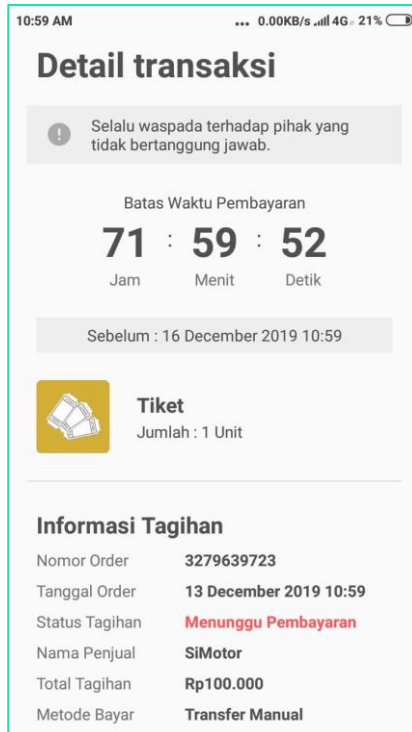 10:59 AM ... 0.00KB/s 4G 21%
Detail transaksi
Selalu waspada terhadap pihak yang
tidak bertanggung jawab.
Batas Waktu Pembayaran
71 : 59 : 52
Jam Menit Detik
Sebelum : 16 December 2019 10:59
Tiket
Jumlah : 1 Unit
Informasi Tagihan
Nomor Order 3279639723
Tanggal Order 13 December 2019 10:59
Status Tagihan Menunggu Pembayaran
Nama Penjual SiMotor
Total Tagihan Rp100.000
Metode Bayar Transfer Manual